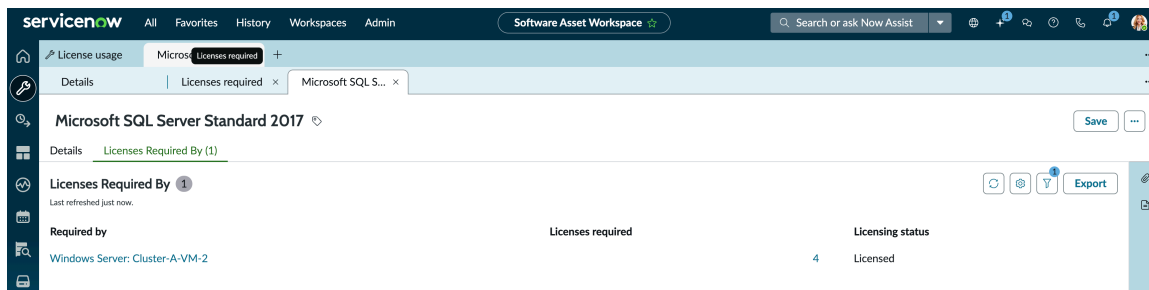 servicenow All Favorites History Workspaces Admin Software Asset Workspace Search or ask Now Assist 1 1
License usage Micros Licenses required +
Details Licenses required × Microsoft SQL S... ×
Microsoft SQL Server Standard 2017 Save ...
Details Licenses Required By (1)
Licenses Required By 1 1 Export
Last refreshed just now.
Required by Licenses required Licensing status
Windows Server: Cluster-A-VM-2 4 Licensed